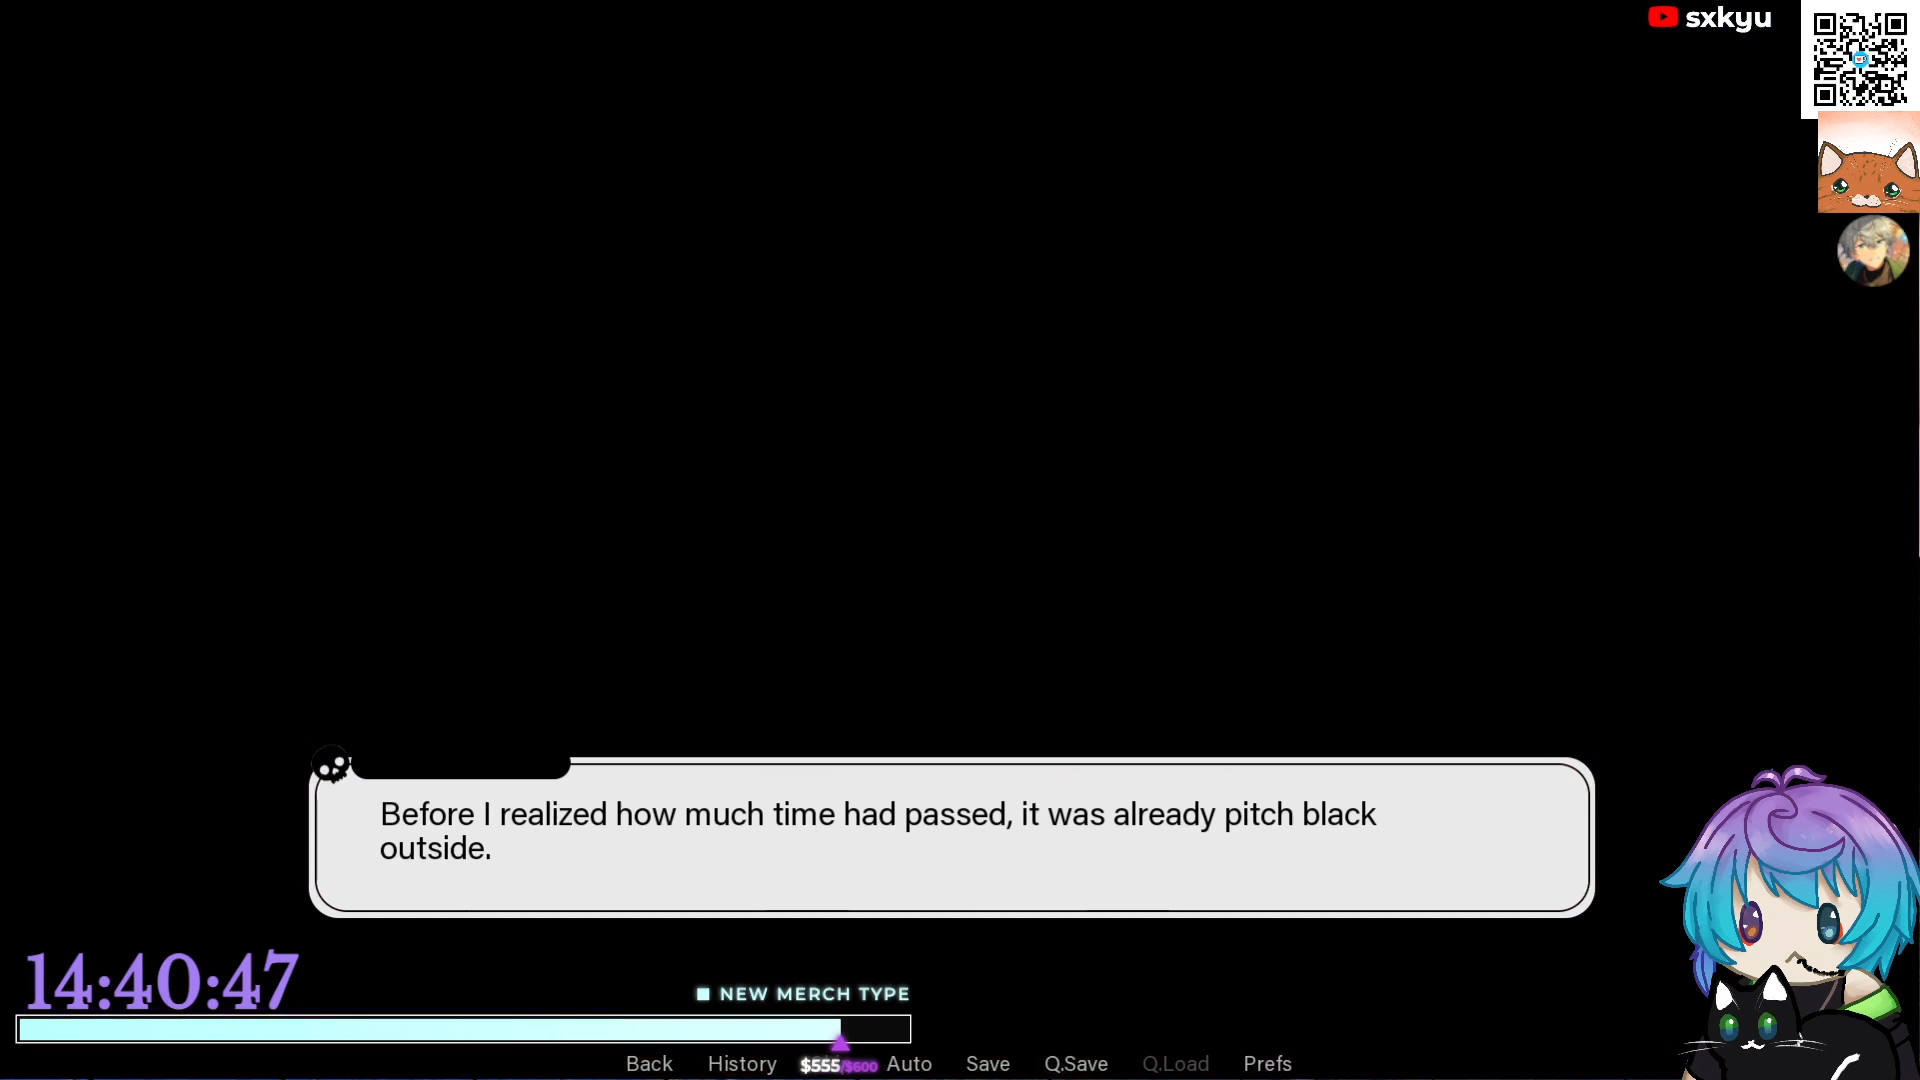 sxkyu
Before I realized how much time had passed, it was already pitch black
outside.
14:40:47
NEW MERCH TYPE
Back History $555/$600 Auto Save Q.Save Q.Load Prefs